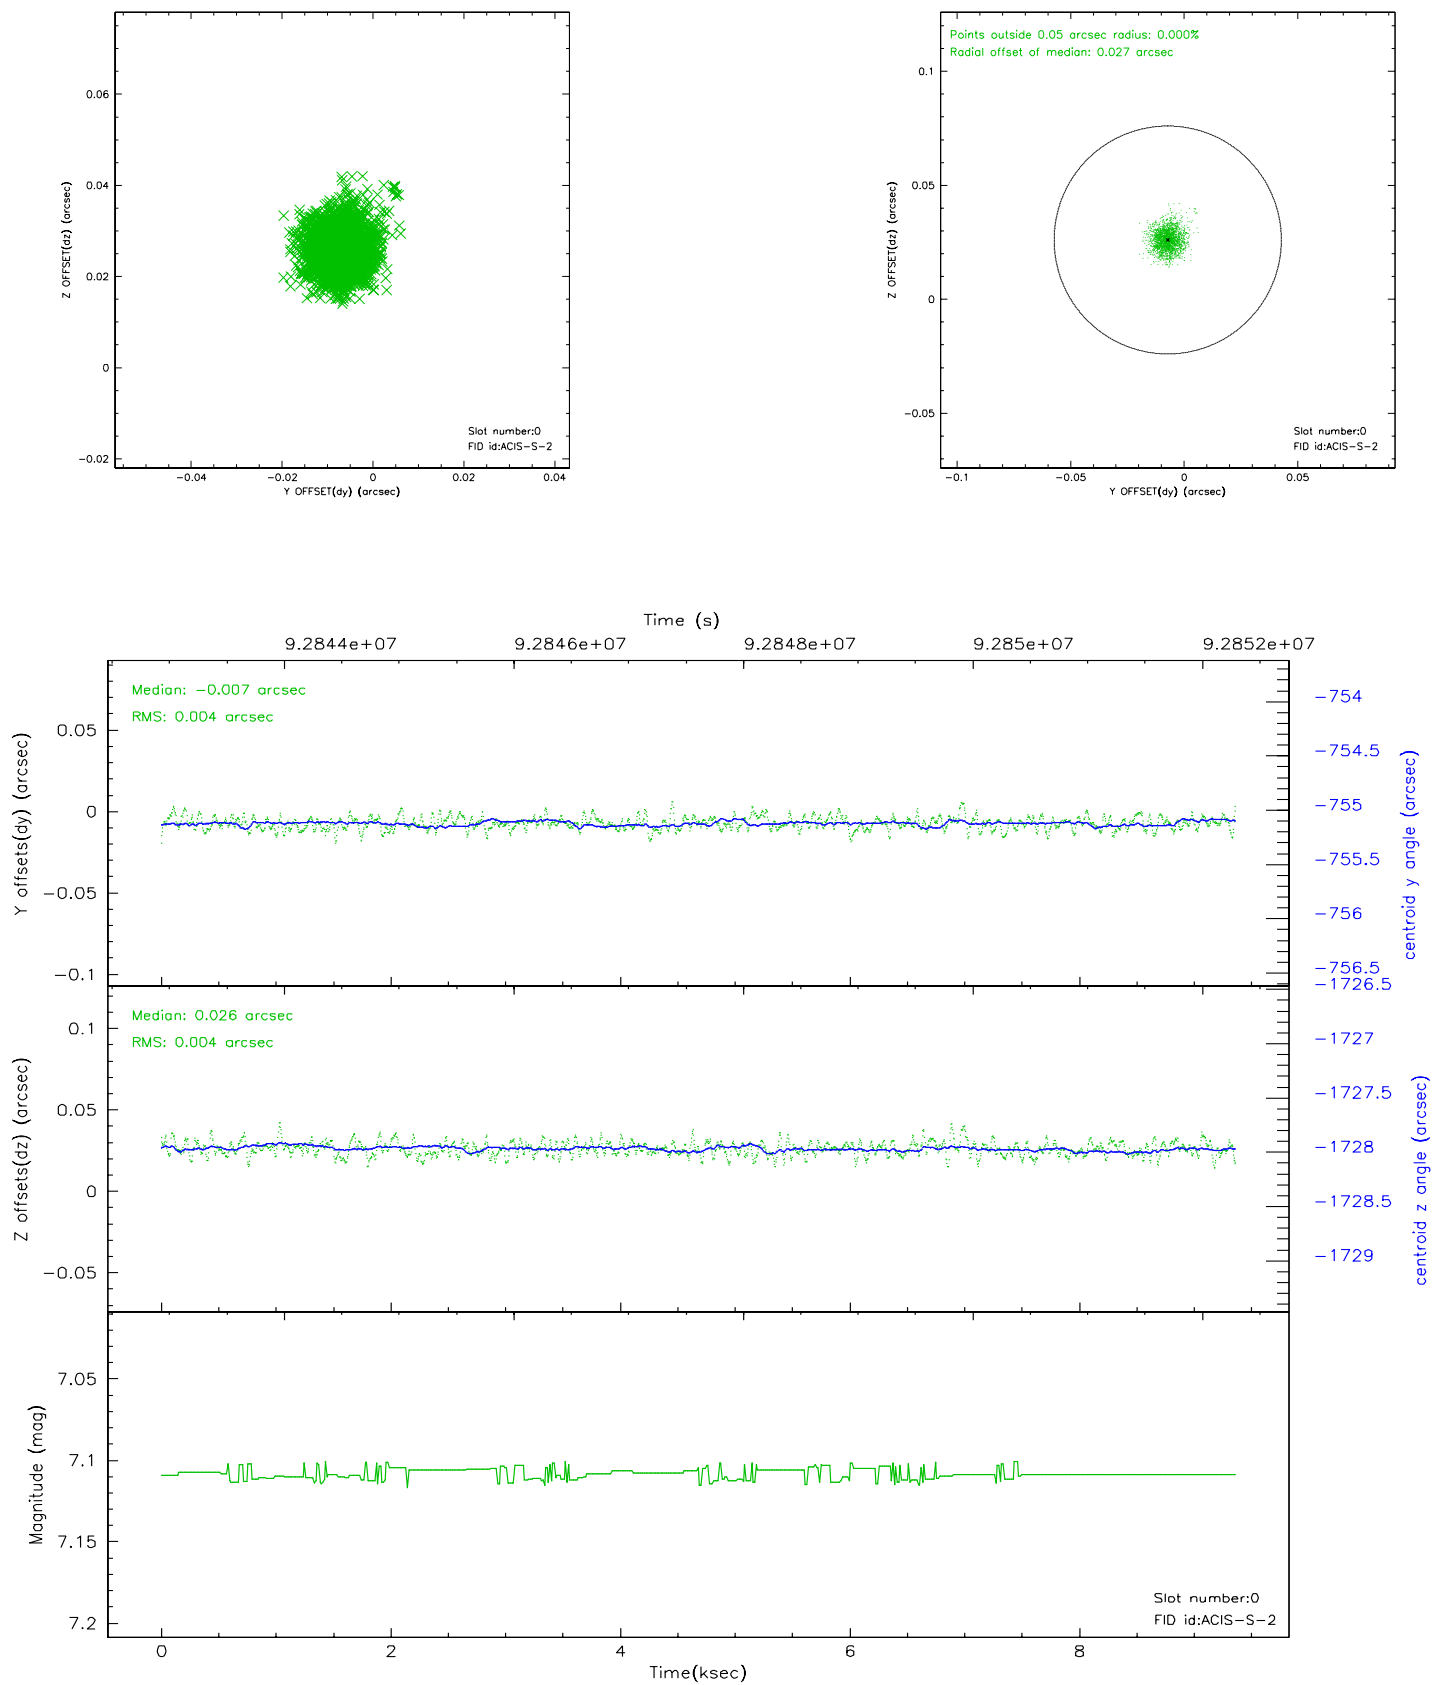 0.06
0.04
0.02
0
-0.02
Z OFFSET(dz) (arcsec)
Slot number:0
FID id:ACIS-S-2
-0.04
-0.02
0
0.02
0.04
Y OFFSET(dy) (arcsec)
Points outside 0.05 arcsec radius: 0.000%
Radial offset of median: 0.027 arcsec
0.1
0.05
0
-0.05
Z OFFSET(dz) (arcsec)
Slot number:0
FID id:ACIS-S-2
-0.1
-0.05
0
0.05
Y OFFSET(dy) (arcsec)
Time (s)
9.2844e+07
9.2846e+07
9.2848e+07
9.285e+07
9.2852e+07
Median: -0.007 arcsec
RMS: 0.004 arcsec
0.05
0
-0.05
-0.1
Y offsets(dy) (arcsec)
-754
-754.5
-755
-755.5
-756
-756.5
centroid y angle (arcsec)
-1726.5
Median: 0.026 arcsec
RMS: 0.004 arcsec
0.1
0.05
0
-0.05
Z offsets(dz) (arcsec)
-1727
-1727.5
-1728
-1728.5
-1729
centroid z angle (arcsec)
7.05
7.1
7.15
7.2
Magnitude (mag)
Slot number:0
FID id:ACIS-S-2
0
2
4
6
8
Time(ksec)